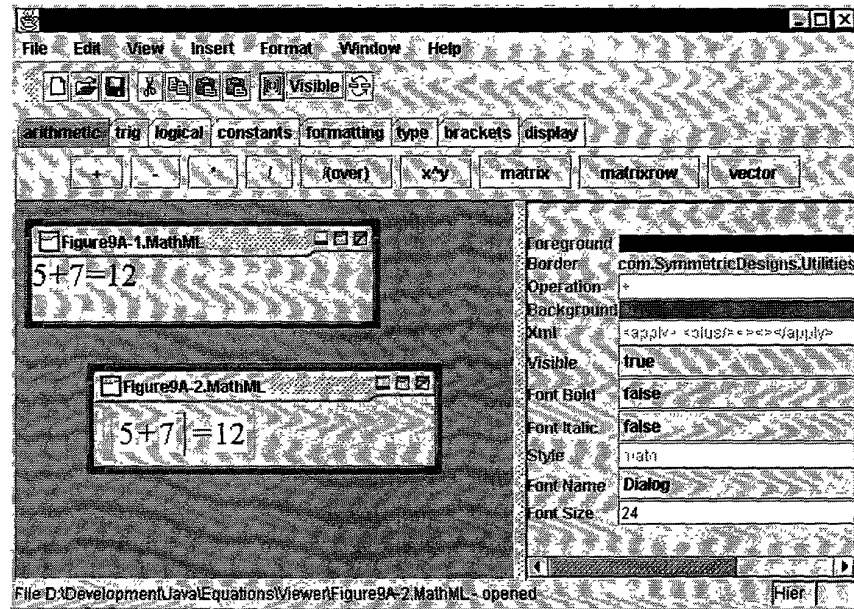 File Edit View Insert Format Window Help
Visible
arithmetic trig logical constants formatting type brackets display
+ - * / /(over) x^y matrix matrixrow vector
Figure9A-1.MathML
5+7=12
Figure9A-2.MathML
5+7 =12
Foreground
Border com.SymmetricDesigns.Utilities
Operation +
Background
Xml <apply> <plus/>
Visible true
Font Bold false
Font Italic false
Style math
Font Name Dialog
Font Size 24
File D:\Development\Java\Equations\Viewer\Figure9A-2.MathML - opened
Hier